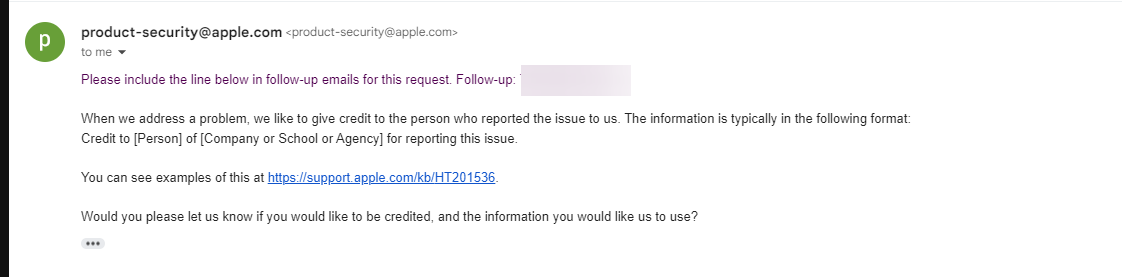 p
product-security@apple.com <product-security@apple.com>
to me
Please include the line below in follow-up emails for this request. Follow-up:
When we address a problem, we like to give credit to the person who reported the issue to us. The information is typically in the following format:
Credit to [Person] of [Company or School or Agency] for reporting this issue.
You can see examples of this at https://support.apple.com/kb/HT201536.
Would you please let us know if you would like to be credited, and the information you would like us to use?